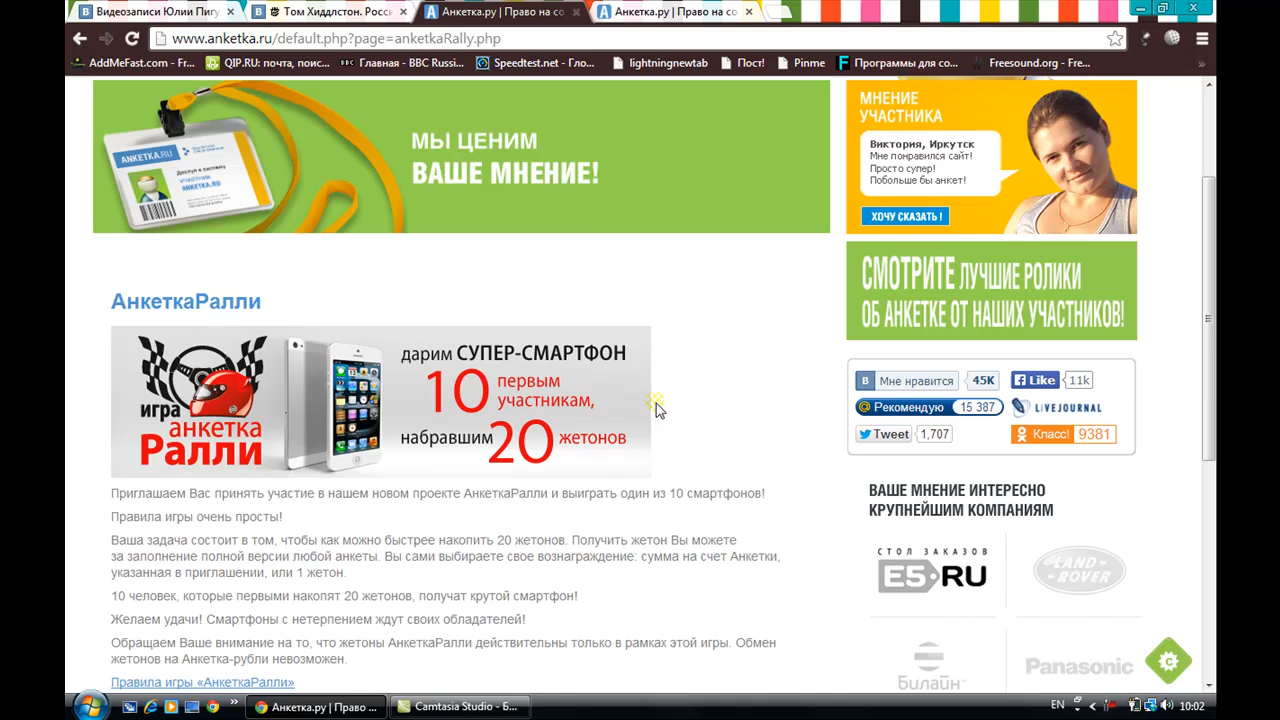 Видеозаписи Юлии Пигу
Том Хиддлстон. Росси
Анкетка.ру | Право на со
Анкетка.ру | Право на со
www.anketka.ru/default.php?page=anketkaRally.php
AddMeFast.com - Fr...
QIP.RU: почта, поис...
BBC Главная - BBC Russi...
Speedtest.net - Гло...
lightningnewtab
Пост!
Pinme
Программы для со...
Freesound.org - Fre...
ANKETKA.RU
Доступ в систему
УЧАСТНИК
ANKETKA.RU
МЫ ЦЕНИМ
ВАШЕ МНЕНИЕ!
МНЕНИЕ
УЧАСТНИКА
Виктория, Иркутск
Мне понравился сайт!
Просто супер!
Побольше бы анкет!
ХОЧУ СКАЗАТЬ !
СМОТРИТЕ ЛУЧШИЕ РОЛИКИ
ОБ АНКЕТКЕ ОТ НАШИХ УЧАСТНИКОВ!
АнкеткаРалли
игра
анкетка
Ралли
дарим СУПЕР-СМАРТФОН
10 первым
участникам,
набравшим 20 жетонов
Приглашаем Вас принять участие в нашем новом проекте АнкеткаРалли и выиграть один из 10 смартфонов!
Правила игры очень просты!
Ваша задача состоит в том, чтобы как можно быстрее накопить 20 жетонов. Получить жетон Вы можете
за заполнение полной версии любой анкеты. Вы сами выбираете свое вознаграждение: сумма на счет Анкетки,
указанная в приглашении, или 1 жетон.
10 человек, которые первыми накопят 20 жетонов, получат крутой смартфон!
Желаем удачи! Смартфоны с нетерпением ждут своих обладателей!
Обращаем Ваше внимание на то, что жетоны АнкеткаРалли действительны только в рамках этой игры. Обмен
жетонов на Анкетка-рубли невозможен.
Правила игры «АнкеткаРалли»
Мне нравится 45K
Like 11k
Рекомендую 15 387
LIVEJOURNAL
Tweet 1,707
Класс! 9381
ВАШЕ МНЕНИЕ ИНТЕРЕСНО
КРУПНЕЙШИМ КОМПАНИЯМ
СТОЛ ЗАКАЗОВ
E5.RU
LAND
ROVER
Билайн
Panasonic
Анкетка.ру | Право ...
Camtasia Studio - Б...
EN
10:02